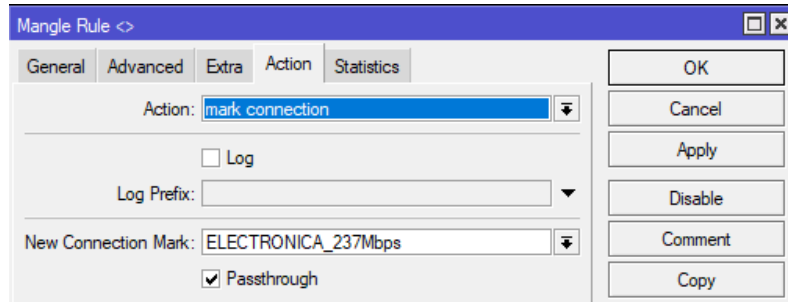 Mangle Rule <>
General Advanced Extra Action Statistics
OK
Action: mark connection
Cancel
Log
Apply
Log Prefix:
Disable
New Connection Mark: ELECTRONICA_237Mbps
Comment
Passthrough
Copy